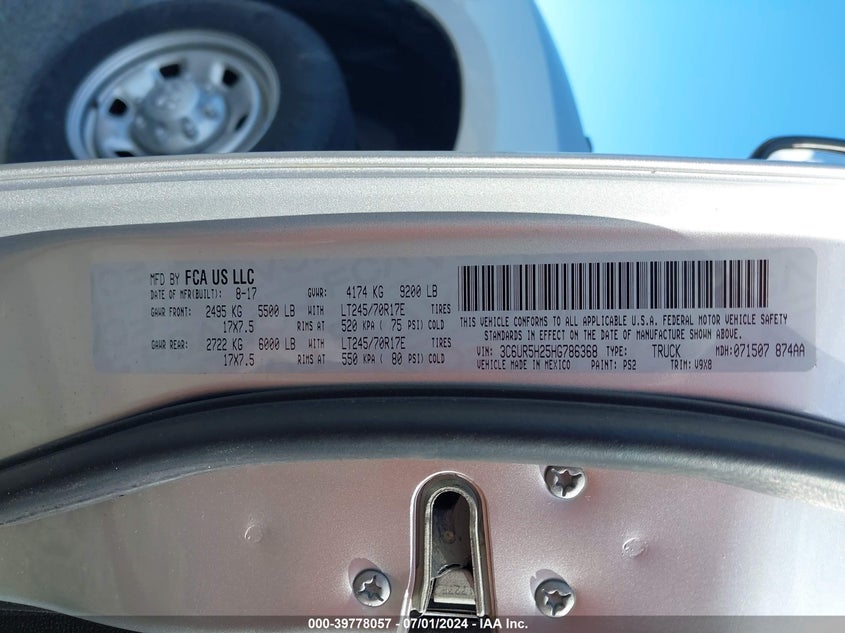 MFD BY FCA US LLC
DATE OF MFR(BUILT): 8-17 GVWR: 4174 KG 9200 LB
GAWR FRONT: 2495 KG 5500 LB WITH LT245/70R17E TIRES
17X7.5 RIMS AT 520 KPA ( 75 PSI) COLD
GAWR REAR: 2722 KG 6000 LB WITH LT245/70R17E TIRES
17X7.5 RIMS AT 550 KPA ( 80 PSI) COLD
THIS VEHICLE CONFORMS TO ALL APPLICABLE U.S.A. FEDERAL MOTOR VEHICLE SAFETY
STANDARDS IN EFFECT ON THE DATE OF MANUFACTURE SHOWN ABOVE.
VIN: 3C6UR5H25HG786368 TYPE: TRUCK MDH:071507 874AA
VEHICLE MADE IN MEXICO PAINT: PS2 TRIM: V9X8
000-39778057 - 07/01/2024 - IAA Inc.